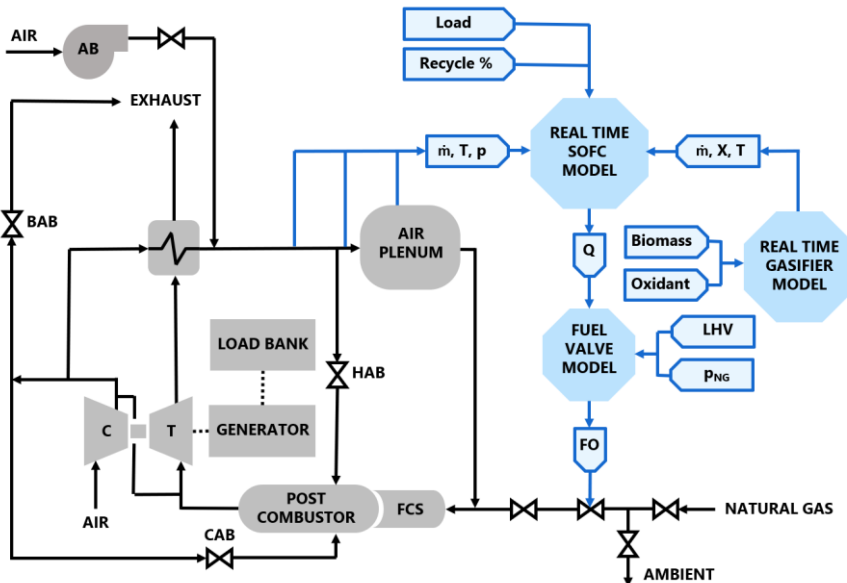 AIR
AB
Load
Recycle %
EXHAUST
REAL TIME
SOFC
MODEL
ṁ, T, p
ṁ, X, T
BAB
AIR
PLENUM
Q
Biomass
Oxidant
REAL TIME
GASIFIER
MODEL
LOAD BANK
FUEL
VALVE
MODEL
LHV
pNG
HAB
C
T
GENERATOR
FO
POST
COMBUSTOR
FCS
NATURAL GAS
AIR
CAB
AMBIENT